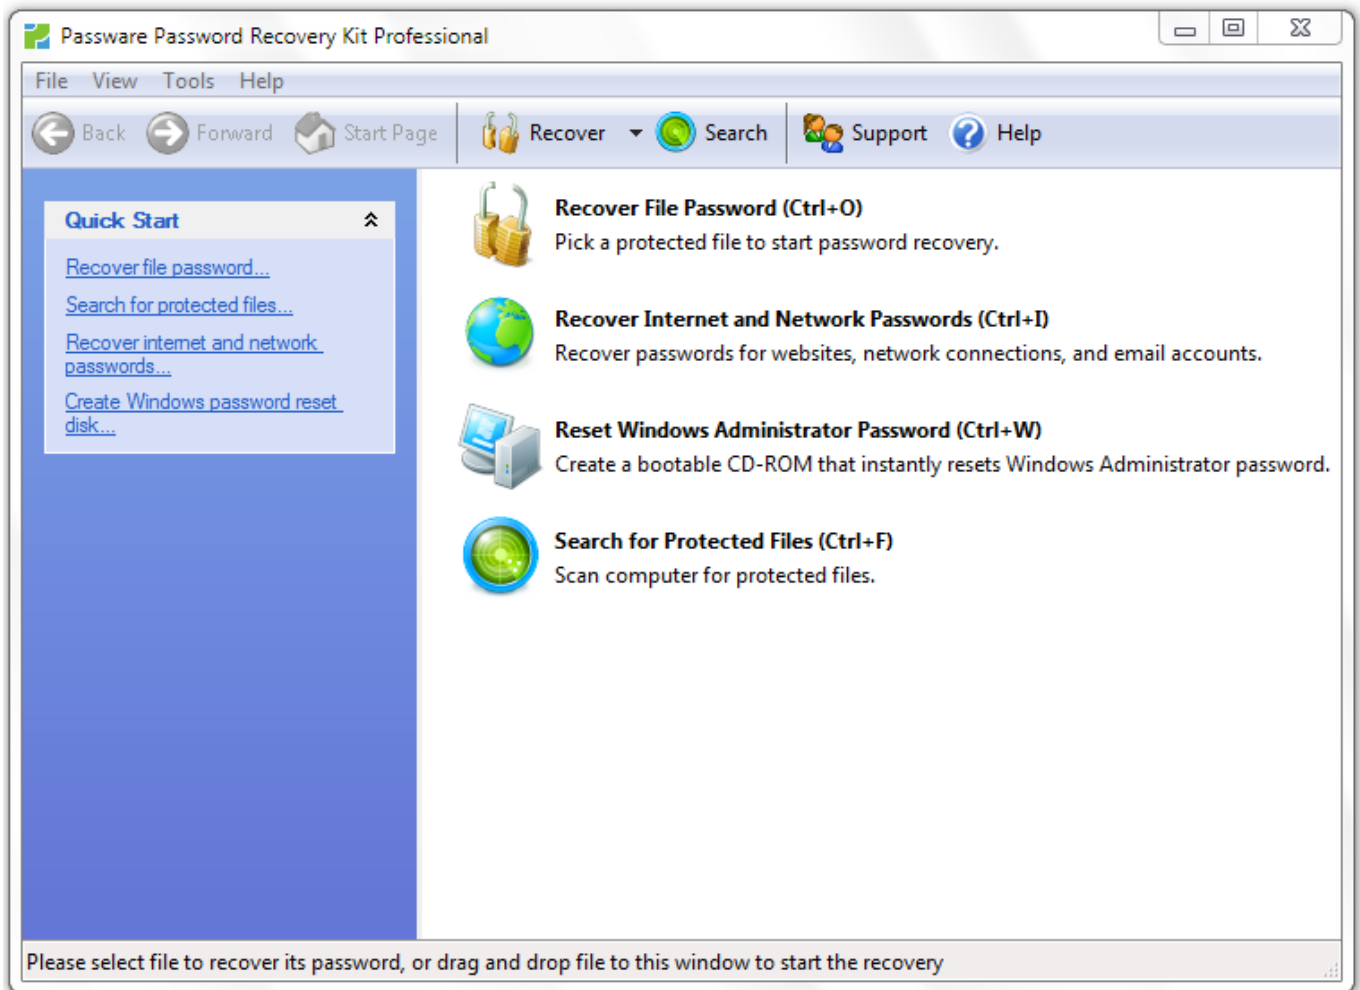 Passware Password Recovery Kit Professional
File View Tools Help
Back Forward Start Page Recover Search Support Help
Quick Start
Recover file password...
Search for protected files...
Recover internet and network
passwords...
Create Windows password reset
disk...
Recover File Password (Ctrl+O)
Pick a protected file to start password recovery.
Recover Internet and Network Passwords (Ctrl+I)
Recover passwords for websites, network connections, and email accounts.
Reset Windows Administrator Password (Ctrl+W)
Create a bootable CD-ROM that instantly resets Windows Administrator password.
Search for Protected Files (Ctrl+F)
Scan computer for protected files.
Please select file to recover its password, or drag and drop file to this window to start the recovery